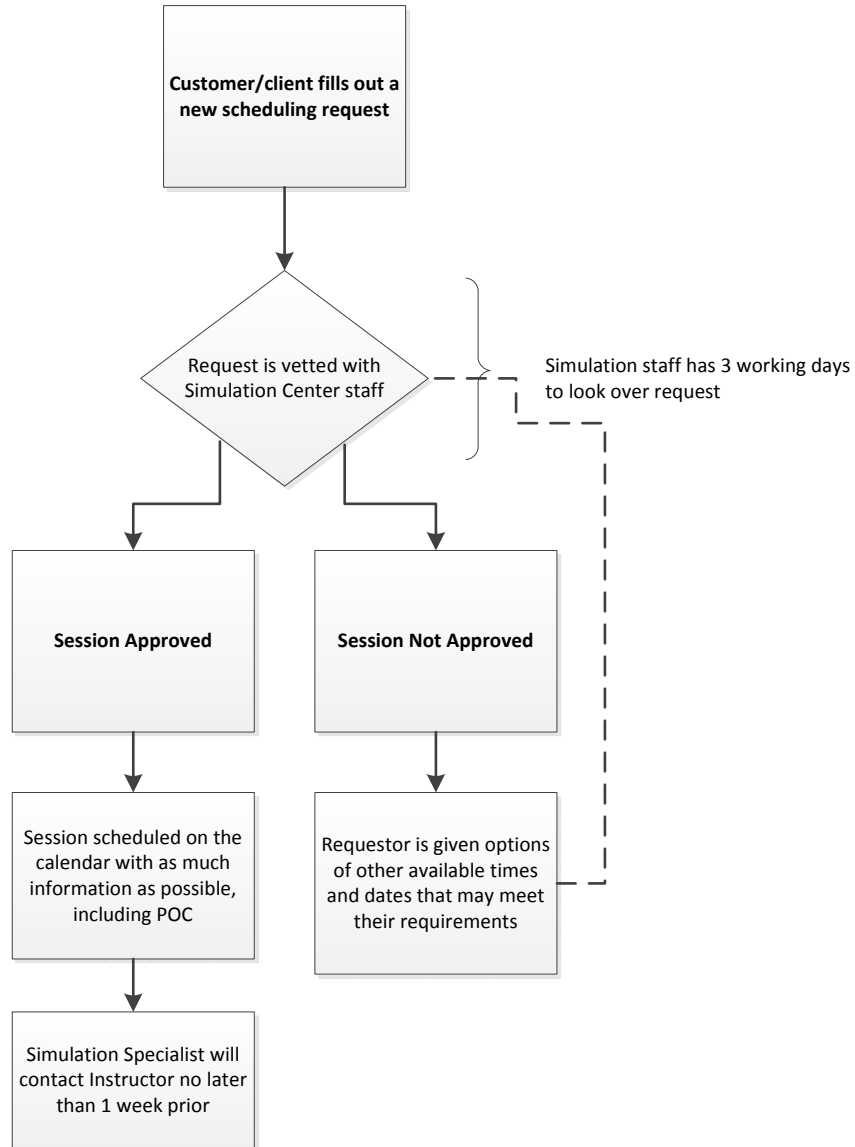 Customer/client fills out a
new scheduling request
Request is vetted with
Simulation Center staff
Simulation staff has 3 working days
to look over request
Session Approved
Session Not Approved
Session scheduled on the
calendar with as much
information as possible,
including POC
Requestor is given options
of other available times
and dates that may meet
their requirements
Simulation Specialist will
contact Instructor no later
than 1 week prior